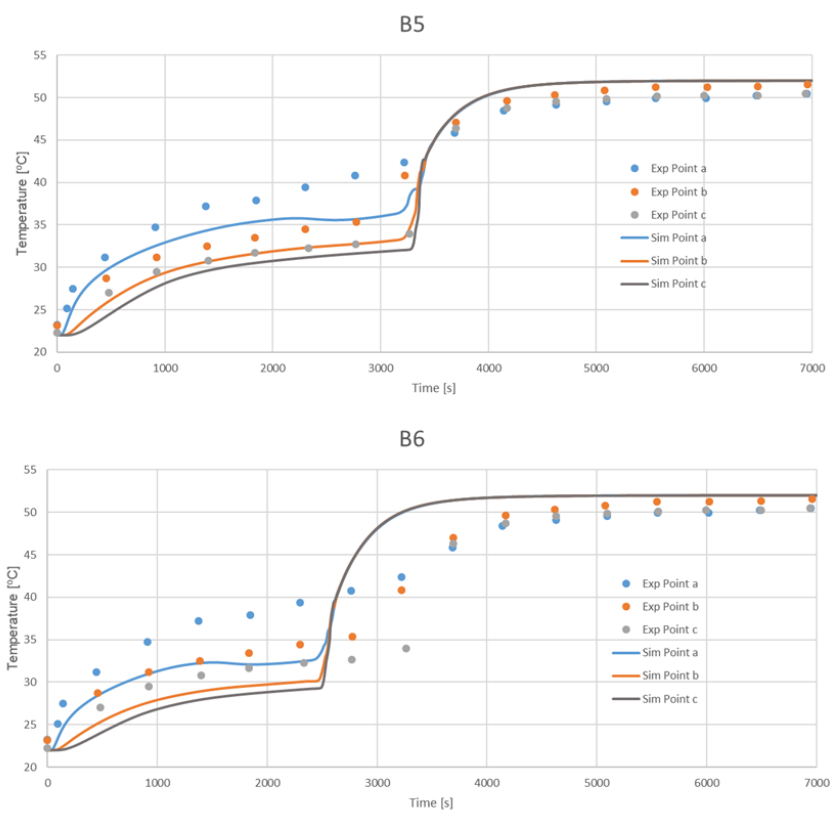 B5
55
50
45
40
35
30
25
20
Temperature [°C]
0 1000 2000 3000 4000 5000 6000 7000
Time [s]
Exp Point a
Exp Point b
Exp Point c
Sim Point a
Sim Point b
Sim Point c
B6
55
50
45
40
35
30
25
20
Temperature [°C]
0 1000 2000 3000 4000 5000 6000 7000
Time [s]
Exp Point a
Exp Point b
Exp Point c
Sim Point a
Sim Point b
Sim Point c